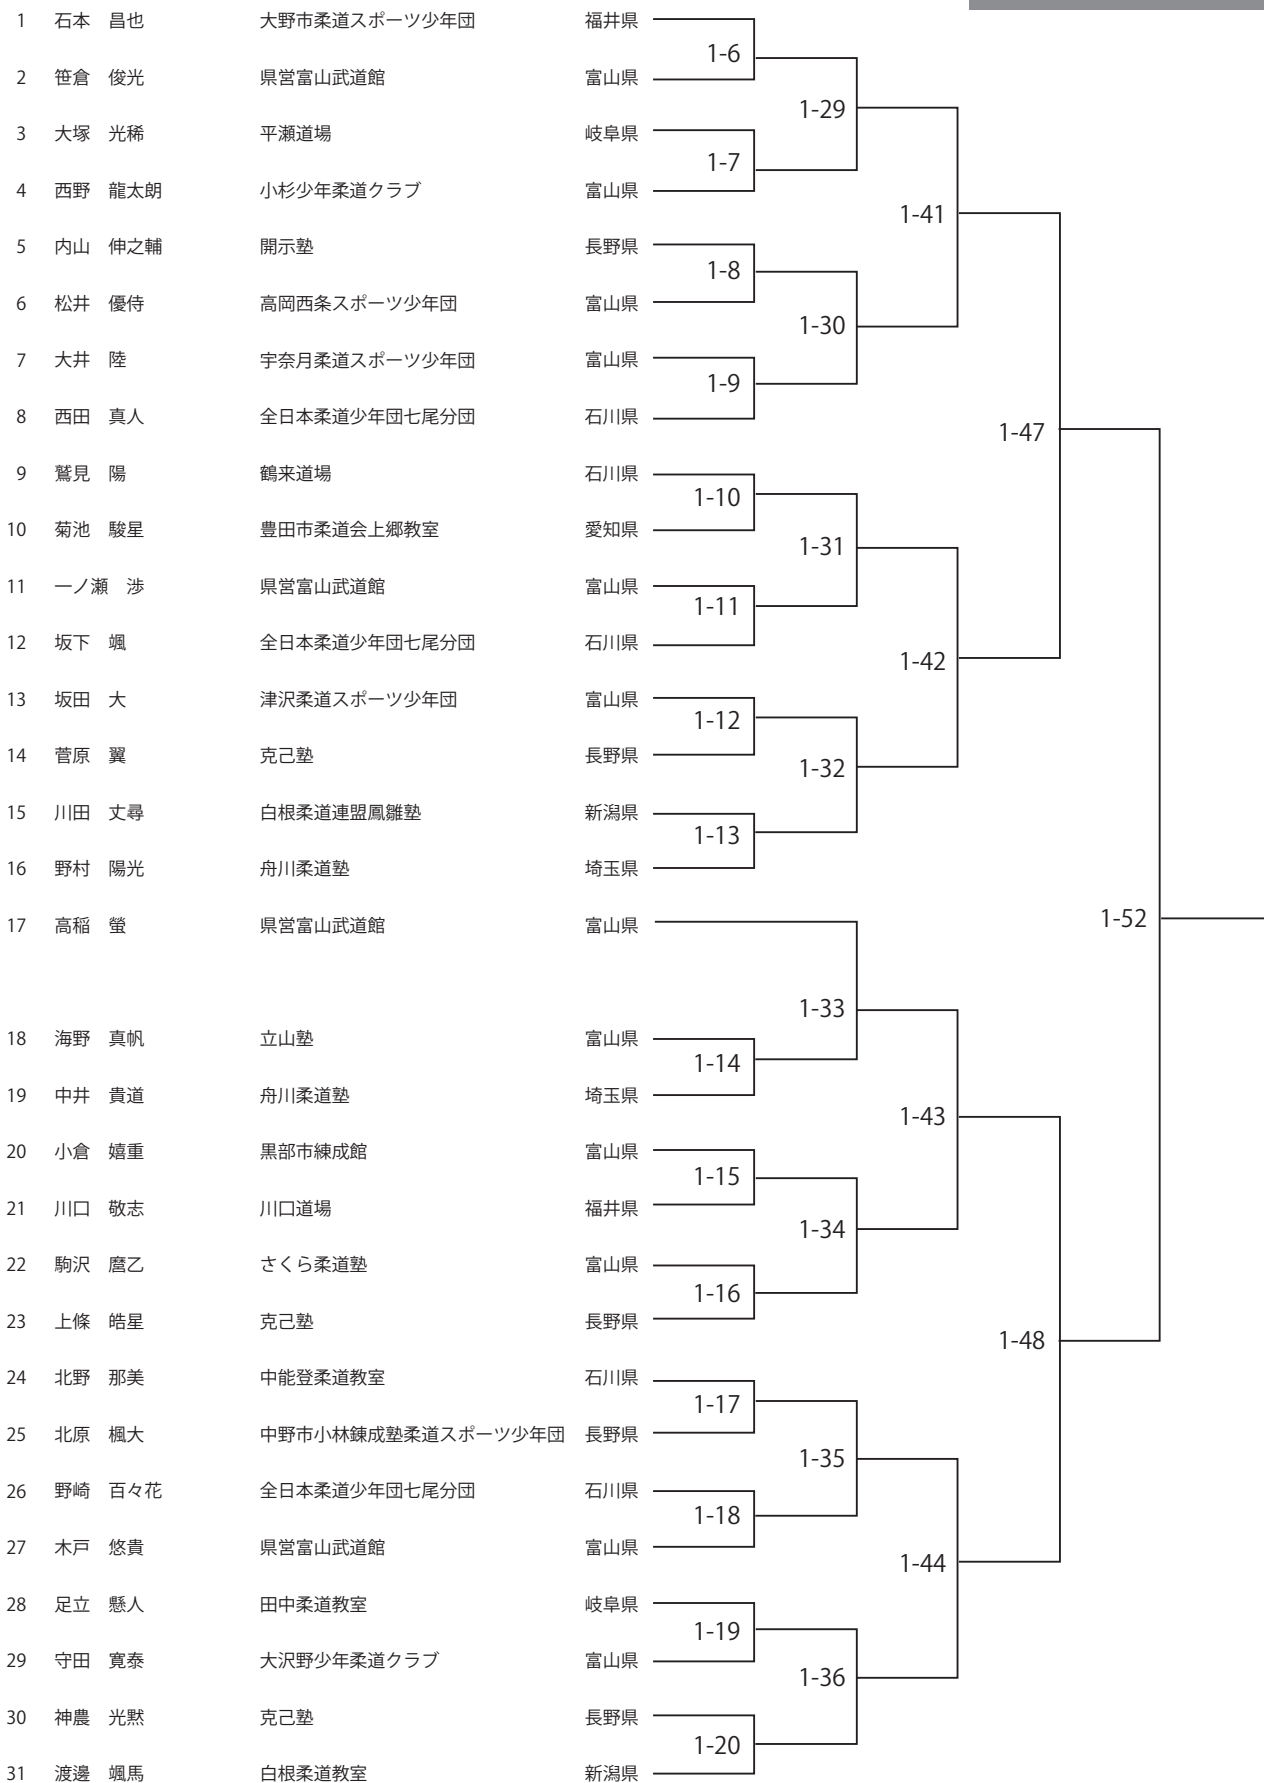 1 石本 昌也 大野市柔道スポーツ少年団 福井県
1-6
2 笹倉 俊光 県営富山武道館 富山県
1-29
3 大塚 光稀 平瀬道場 岐阜県
1-7
4 西野 龍太朗 小杉少年柔道クラブ 富山県
1-41
5 内山 伸之輔 開示塾 長野県
1-8
6 松井 優侍 高岡西条スポーツ少年団 富山県
1-30
7 大井 陸 宇奈月柔道スポーツ少年団 富山県
1-9
8 西田 真人 全日本柔道少年団七尾分団 石川県
1-47
9 鷲見 陽 鶴来道場 石川県
1-10
10 菊池 駿星 豊田市柔道会上郷教室 愛知県
1-31
11 一ノ瀬 渉 県営富山武道館 富山県
1-11
12 坂下 颯 全日本柔道少年団七尾分団 石川県
1-42
13 坂田 大 津沢柔道スポーツ少年団 富山県
1-12
14 菅原 翼 克己塾 長野県
1-32
15 川田 丈尋 白根柔道連盟鳳雛塾 新潟県
1-13
16 野村 陽光 舟川柔道塾 埼玉県
17 高稲 螢 県営富山武道館 富山県
1-52
1-33
18 海野 真帆 立山塾 富山県
1-14
19 中井 貴道 舟川柔道塾 埼玉県
1-43
20 小倉 嬉重 黒部市練成館 富山県
1-15
21 川口 敬志 川口道場 福井県
1-34
22 駒沢 麿乙 さくら柔道塾 富山県
1-16
23 上條 皓星 克己塾 長野県
1-48
24 北野 那美 中能登柔道教室 石川県
1-17
25 北原 楓大 中野市小林錬成塾柔道スポーツ少年団 長野県
1-35
26 野崎 百々花 全日本柔道少年団七尾分団 石川県
1-18
27 木戸 悠貴 県営富山武道館 富山県
1-44
28 足立 懸人 田中柔道教室 岐阜県
1-19
29 守田 寛泰 大沢野少年柔道クラブ 富山県
1-36
30 神農 光黙 克己塾 長野県
1-20
31 渡邊 颯馬 白根柔道教室 新潟県